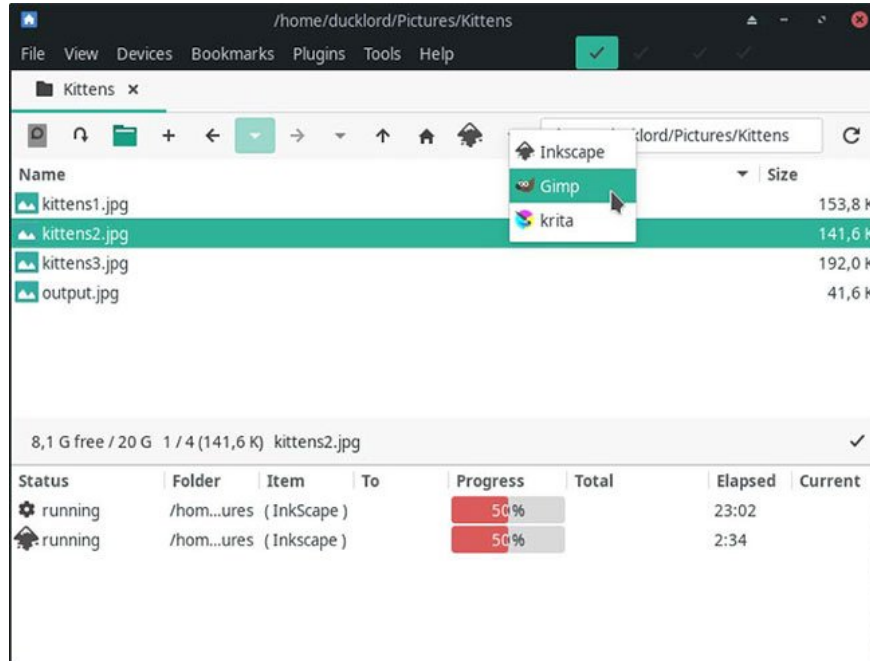 /home/ducklord/Pictures/Kittens
File View Devices Bookmarks Plugins Tools Help
Kittens
lord/Pictures/Kittens
Inkscape
Gimp
krita
Name Size
kittens1.jpg 153,8
kittens2.jpg 141,6
kittens3.jpg 192,0
output.jpg 41,6
8,1 G free / 20 G 1 / 4 (141,6 K) kittens2.jpg
Status Folder Item To Progress Total Elapsed Current
running /hom...ures ( InkScape ) 50% 23:02
running /hom...ures ( Inkscape ) 50% 2:34